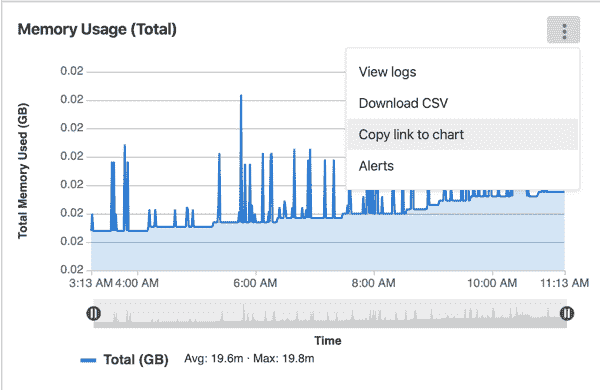 Memory Usage (Total)
View logs
Download CSV
Copy link to chart
Alerts
Total Memory Used (GB)
0.02
0.02
0.02
0.02
0.02
0.02
0.02
0.02
3:13 AM 4:00 AM 6:00 AM 8:00 AM 10:00 AM 11:13 AM
Time
Total (GB) Avg: 19.6m · Max: 19.8m